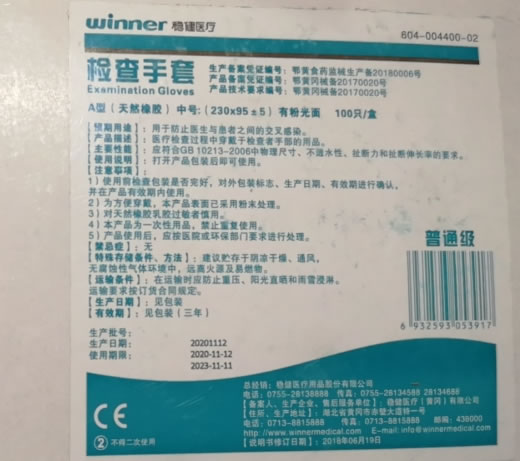 winner 稳健医疗
604-004400-02
检查手套
Examination Gloves
生产备案凭证编号：鄂黄食药监械生产备20180006号
产品备案凭证编号：鄂黄冈械备20170020号
产品技术要求编号：鄂黄冈械备20170020号
A型（天然橡胶）中号：（230x95±5）有粉光面 100只/盒
【预期用途】：用于防止医生与患者之间的交叉感染。
【产品描述】：医疗检查过程中穿戴于检查者手部的用品。
【主要性能】：应符合GB 10213-2006中物理尺寸、不透水性、扯断力和扯断伸长率的要求。
【使用说明】：打开产品包装后即可使用。
【注意事项】：
1）使用前检查包装是否完好，对外包装标志、生产日期、有效期进行确认，
并在产品有效期内使用。
2）为方便穿戴，本产品表面已采用粉末处理。
3）对天然橡胶乳胶过敏者慎用。
4）本产品为一次性用品，禁止重复使用。
5）产品使用后，应按医院或环保部门要求进行处理。
【禁忌症】：无
【特殊存储条件、方法】：建议贮存于阴凉干燥、通风，
无腐蚀性气体环境中，远离火源及易燃物。
【运输条件】：在运输时应防止重压、阳光直晒和雨雪浸淋。
运输要求按订货合同规定。
【生产日期】：见包装
【有效期】：见包装（三年）
普通级
6 932593 053917
生产批号：
20201112
生产日期：
2020-11-12
使用期限至：
2023-11-11
总经销：稳健医疗用品股份有限公司
电话：0755-28138888 传真：0755-28134588 28134688
【备案人、生产企业、售后服务单位】：稳健医疗（黄冈）有限公司
【住所、生产地址】：湖北省黄冈市赤壁大道特一号
电话：0713-8815888 传真：0713-8815888 邮编：438000
http://www.winnermedical.com E-mail: info@winnermedical.com
【说明书修订日期】：2018年06月19日
CE
2 不得二次使用